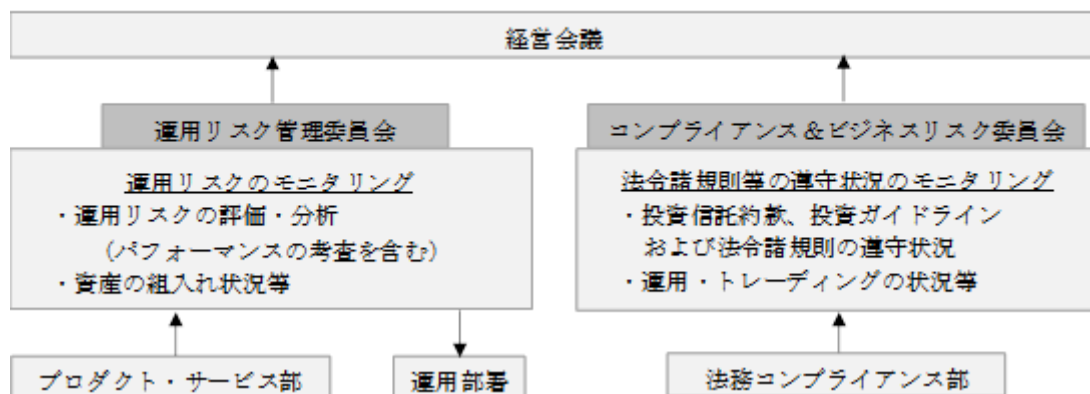 経営会議
運用リスク管理委員会
運用リスクのモニタリング
・運用リスクの評価・分析
（パフォーマンスの考査を含む）
・資産の組入れ状況等
コンプライアンス＆ビジネスリスク委員会
法令諸規則等の遵守状況のモニタリング
・投資信託約款、投資ガイドライン
および法令諸規則の遵守状況
・運用・トレーディングの状況等
プロダクト・サービス部
運用部署
法務コンプライアンス部